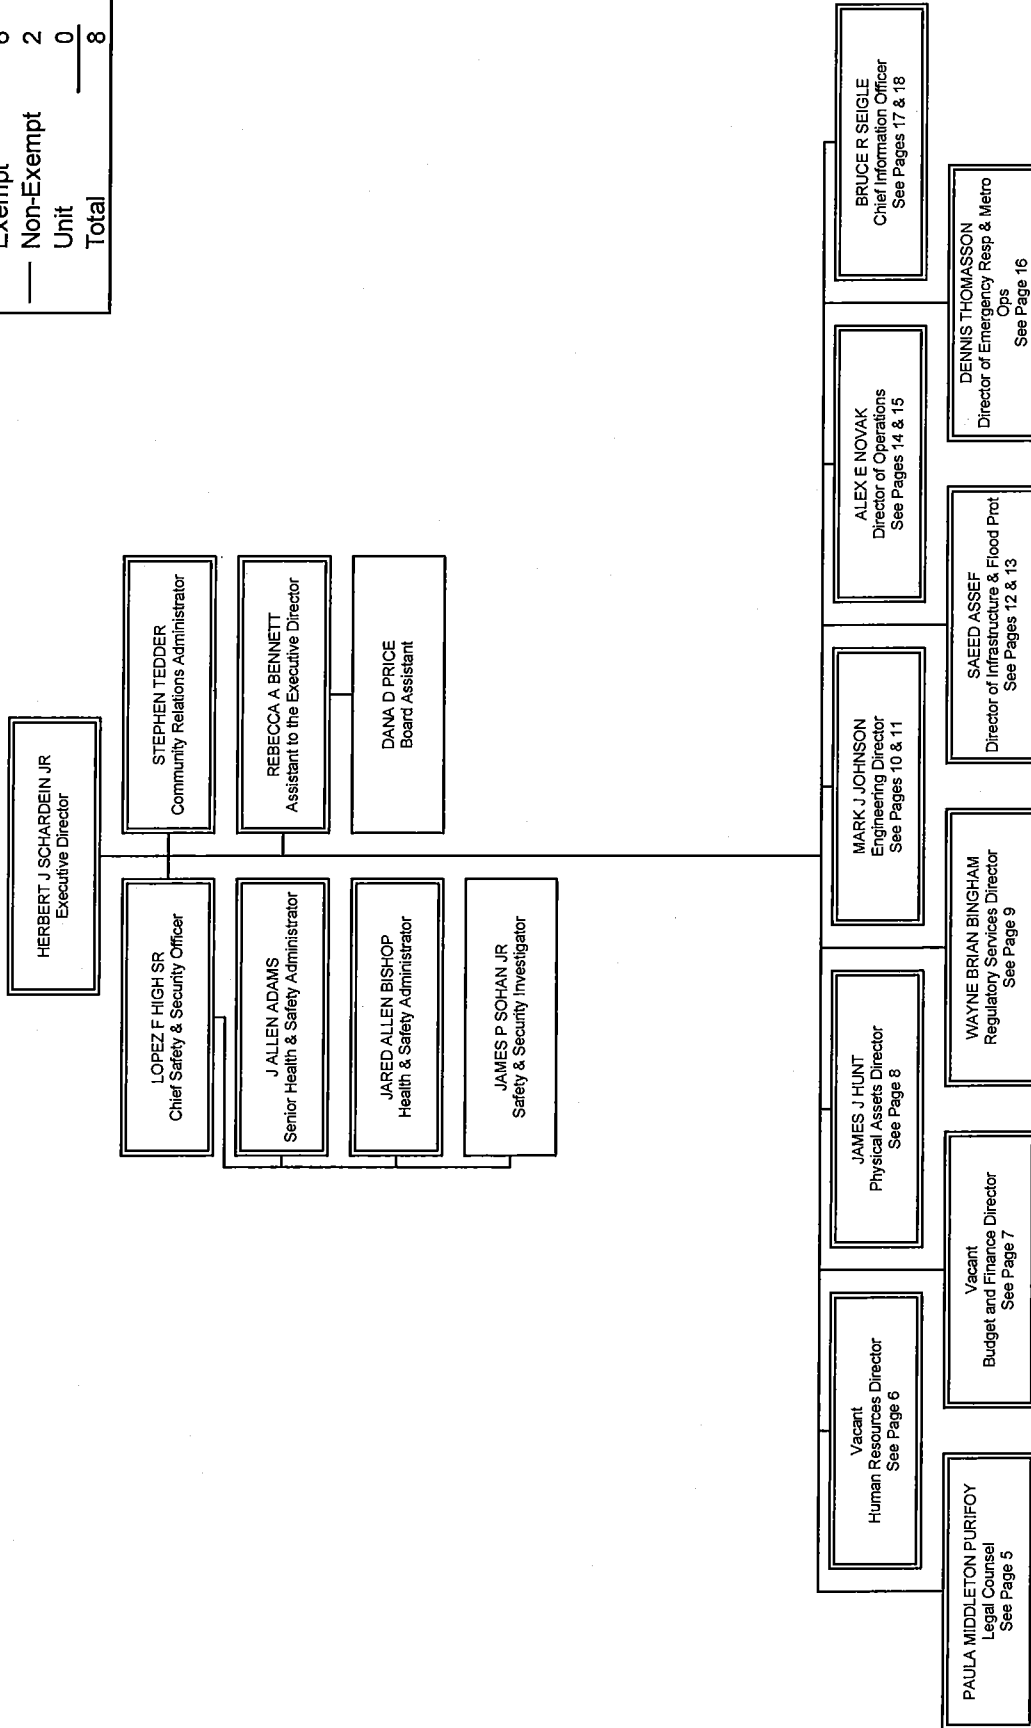 Exempt 6
Non-Exempt 2
Unit 0
Total 8
HERBERT J SCHARDEIN JR
Executive Director
LOPEZ F HIGH SR
Chief Safety & Security Officer
STEPHEN TEDDER
Community Relations Administrator
J ALLEN ADAMS
Senior Health & Safety Administrator
REBECCA A BENNETT
Assistant to the Executive Director
JARED ALLEN BISHOP
Health & Safety Administrator
DANA D PRICE
Board Assistant
JAMES P SOHAN JR
Safety & Security Investigator
Vacant
Human Resources Director
See Page 6
JAMES J HUNT
Physical Assets Director
See Page 8
MARK J JOHNSON
Engineering Director
See Pages 10 & 11
ALEX E NOVAK
Director of Operations
See Pages 14 & 15
BRUCE R SEIGLE
Chief Information Officer
See Pages 17 & 18
PAULA MIDDLETON PURIFOY
Legal Counsel
See Page 5
Vacant
Budget and Finance Director
See Page 7
WAYNE BRIAN BINGHAM
Regulatory Services Director
See Page 9
SAEED ASSEF
Director of Infrastructure & Flood Prot
See Pages 12 & 13
DENNIS THOMASSON
Director of Emergency Resp & Metro
Ops
See Page 16